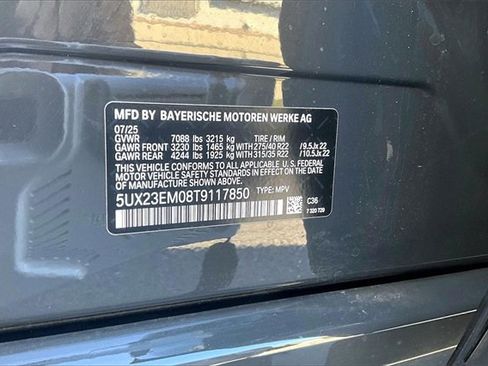 MFD BY BAYERISCHE MOTOREN WERKE AG
07/25
GVWR 7088 lbs 3215 kg TIRE / RIM
GAWR FRONT 3230 lbs 1465 kg WITH 275/40 R22 /9.5Jx22
GAWR REAR 4244 lbs 1925 kg WITH 315/35 R22 /10.5Jx22
THIS VEHICLE CONFORMS TO ALL APPLICABLE U. S. FEDERAL
MOTOR VEHICLE SAFETY STANDARDS IN EFFECT ON THE DATE
OF MANUFACTURE SHOWN ABOVE.
5UX23EM08T9117850 TYPE: MPV
C36
7 320 729